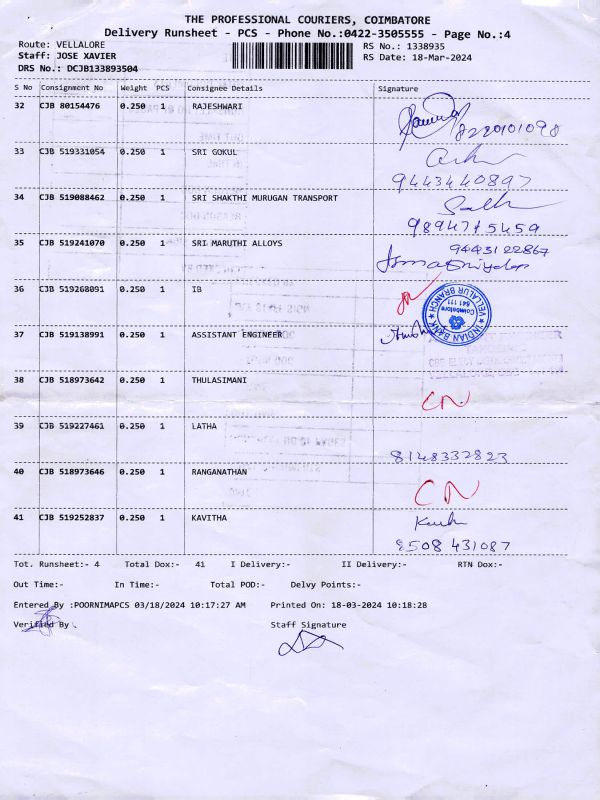 THE PROFESSIONAL COURIERS, COIMBATORE
Delivery Runsheet - PCS - Phone No.:0422-3505555 - Page No.:4
Route: VELLALORE
RS No.: 1338935
Staff: JOSE XAVIER
RS Date: 18-Mar-2024
DRS No.: DCJB133893504
S No Consignment No Weight PCS Consignee Details Signature
32 CJB 80154476 0.250 1 RAJESHWARI
8220101098
33 CJB 519331054 0.250 1 SRI GOKUL
9443440897
34 CJB 519088462 0.250 1 SRI SHAKTHI MURUGAN TRANSPORT
9894715459
35 CJB 519241070 0.250 1 SRI MARUTHI ALLOYS 9443122867
36 CJB 519268091 0.250 1 IB
INDIAN BANK
VELLALUR BRANCH
Coimbatore
641 111
37 CJB 519138991 0.250 1 ASSISTANT ENGINEER
38 CJB 518973642 0.250 1 THULASIMANI CN
39 CJB 519227461 0.250 1 LATHA
8148332823
40 CJB 518973646 0.250 1 RANGANATHAN CN
41 CJB 519252837 0.250 1 KAVITHA
8508 431087
Tot. Runsheet:- 4 Total Dox:- 41 I Delivery:- II Delivery:- RTN Dox:-
Out Time:- In Time:- Total POD:- Delvy Points:-
Entered By :POORNIMAPCS 03/18/2024 10:17:27 AM Printed On: 18-03-2024 10:18:28
Verified By . Staff Signature